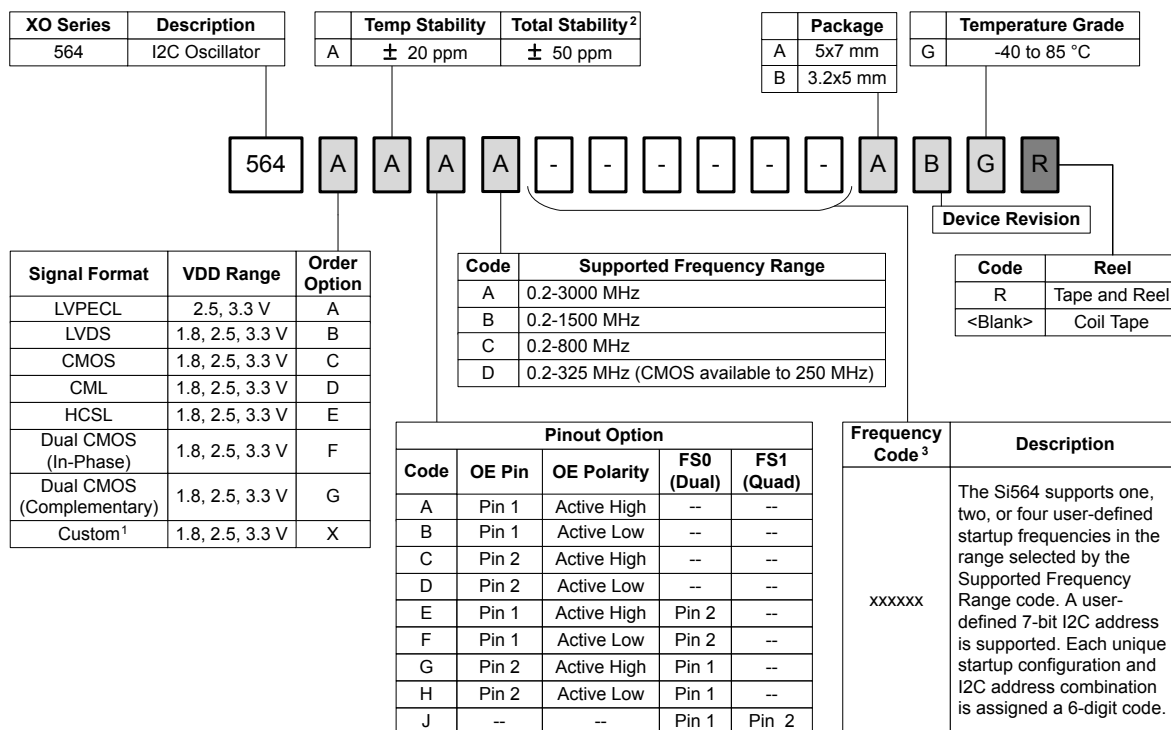 XO Series Description
564 I2C Oscillator
Temp Stability Total Stability 2
A ± 20 ppm ± 50 ppm
Package
A 5x7 mm
B 3.2x5 mm
Temperature Grade
G -40 to 85 °C
564 A A A A - - - - - - A B G R
Device Revision
Signal Format VDD Range Order Option
LVPECL 2.5, 3.3 V A
LVDS 1.8, 2.5, 3.3 V B
CMOS 1.8, 2.5, 3.3 V C
CML 1.8, 2.5, 3.3 V D
HCSL 1.8, 2.5, 3.3 V E
Dual CMOS (In-Phase) 1.8, 2.5, 3.3 V F
Dual CMOS (Complementary) 1.8, 2.5, 3.3 V G
Custom 1 1.8, 2.5, 3.3 V X
Code Supported Frequency Range
A 0.2-3000 MHz
B 0.2-1500 MHz
C 0.2-800 MHz
D 0.2-325 MHz (CMOS available to 250 MHz)
Code Reel
R Tape and Reel
<Blank> Coil Tape
Pinout Option
Code OE Pin OE Polarity FS0 (Dual) FS1 (Quad)
A Pin 1 Active High -- --
B Pin 1 Active Low -- --
C Pin 2 Active High -- --
D Pin 2 Active Low -- --
E Pin 1 Active High Pin 2 --
F Pin 1 Active Low Pin 2 --
G Pin 2 Active High Pin 1 --
H Pin 2 Active Low Pin 1 --
J -- -- Pin 1 Pin 2
Frequency Code 3 Description
xxxxxx
The Si564 supports one,
two, or four user-defined
startup frequencies in the
range selected by the
Supported Frequency
Range code. A user-
defined 7-bit I2C address
is supported. Each unique
startup configuration and
I2C address combination
is assigned a 6-digit code.